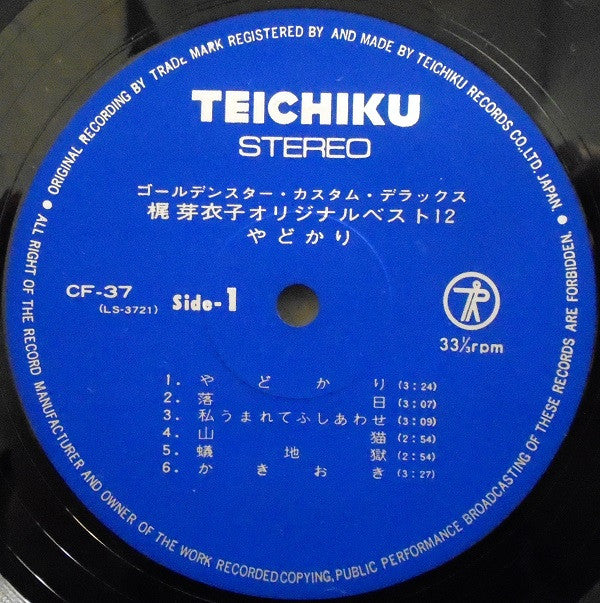 • ORIGINAL RECORDING BY TRADE MARK REGISTERED BY AND MADE BY TEICHIKU RECORDS CO., LTD. JAPAN. •
TEICHIKU
STEREO
ゴールデンスター・カスタム・デラックス
梶 芽衣子オリジナルベスト12
やどかり
CF-37
(LS-3721)
Side-1
33⅓rpm
1. やどかり (3:24)
2. 落日 (3:07)
3. 私うまれてふしあわせ (3:09)
4. 山猫 (2:54)
5. 蟻地獄 (2:54)
6. かきおき (3:27)
• ALL RIGHT OF THE RECORD MANUFACTURER AND OWNER OF THE WORK RECORDED COPYING, PUBLIC PERFORMANCE BROADCASTING OF THESE RECORDS ARE FORBIDDEN.